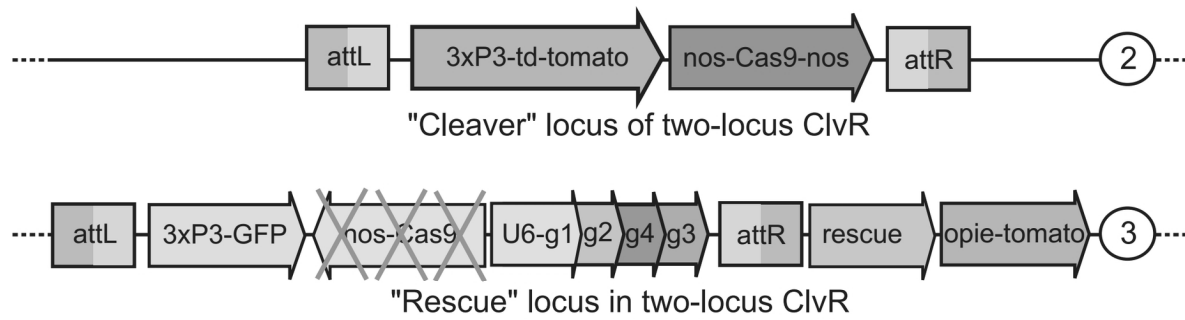 attL 3xP3-td-tomato nos-Cas9-nos attR 2
"Cleaver" locus of two-locus ClvR
attL 3xP3-GFP nos-Cas9 U6-g1 g2 g4 g3 attR rescue opie-tomato 3
"Rescue" locus in two-locus ClvR